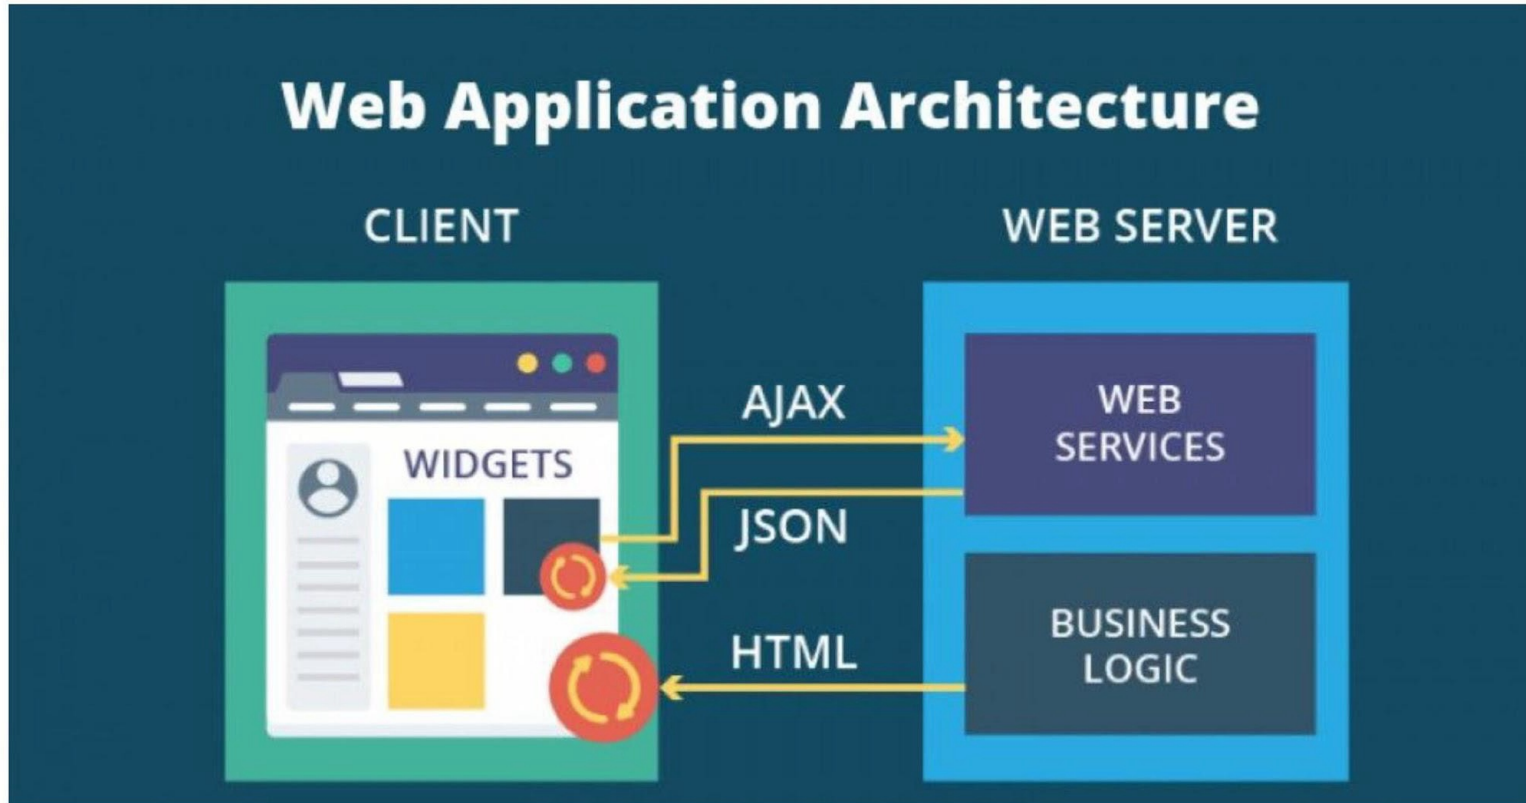 Web Application Architecture
CLIENT
WEB SERVER
WIDGETS
AJAX
JSON
HTML
WEB
SERVICES
BUSINESS
LOGIC